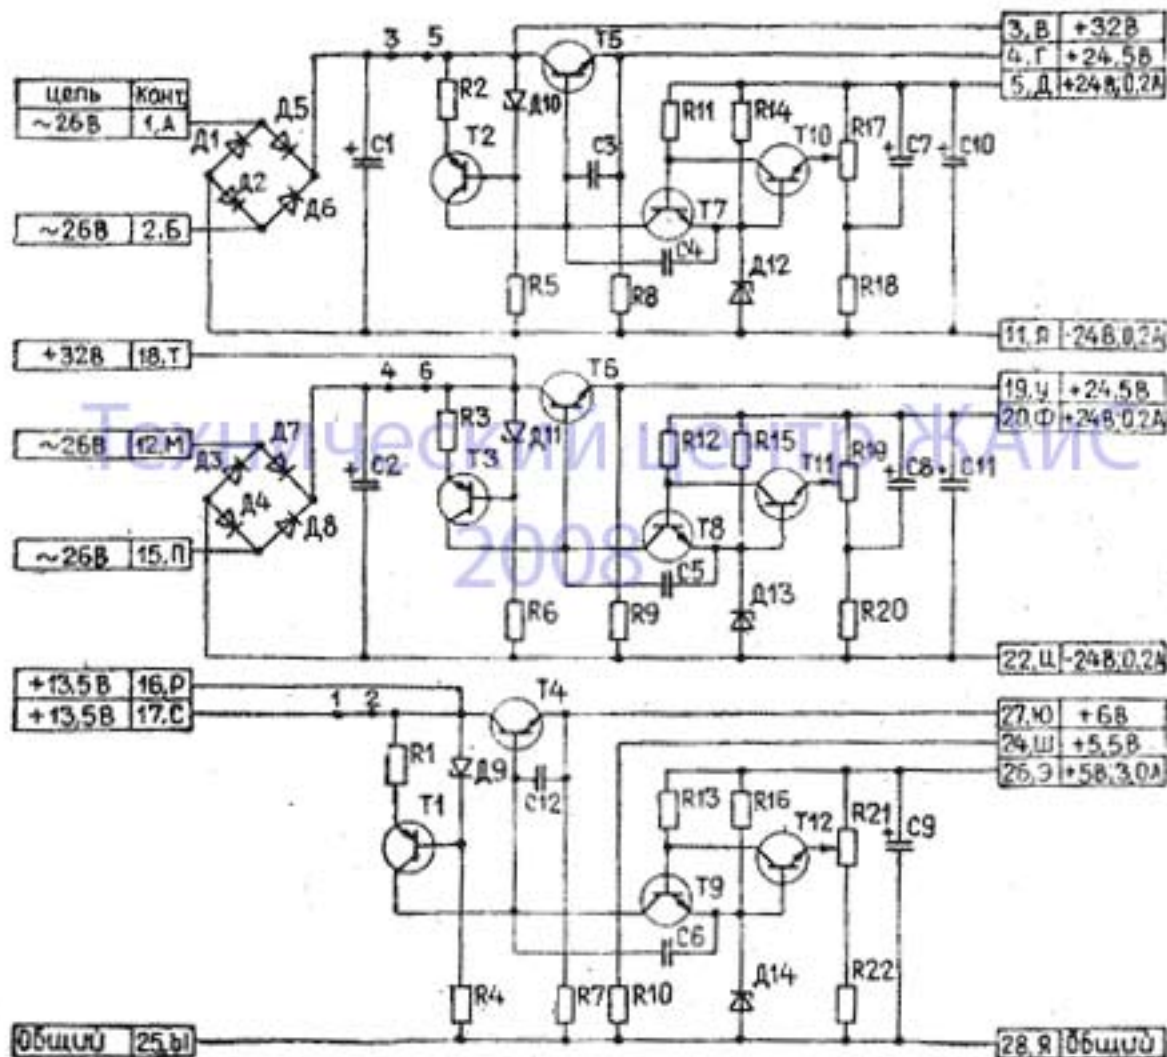 3,В +32В
4,Г +24.5В
5,Д +24В,0,2А
цепь Конт.
~26В 1,А
Д1 Д5
Д2 Д6
~26В 2.Б
3 5
С1 R2 Т2 Д10 Т5
С3 R11 R14 Т10 R17 С7 С10
Т7 С4 Д12
R5 R8 R18
11.Я -24В,0,2А
+32В 18,Т
4 6 Т6
19.У +24.5В
20.Ф +24В,0,2А
~26В 12,М
Д3 Д7
Д4 Д8
С2 R3 Т3 Д11
R12 R15 Т11 R19 С8 С11
Технический центр ЖАиС
2008
~26В 15.П
Т8 С5 Д13
R6 R9 R20
22,Ц -24В,0,2А
+13,5В 16,Р
+13,5В 17.С
1 2 Т4
27.Ю +6В
24.Ш +5,5В
26.Э +5В,3,0А
R1 Д9 С12 Т1
R13 R16 Т12 R21 С9
Т9 С6 Д14
R4 R7 R10 R22
Общий 25,Ы
28.Я Общий